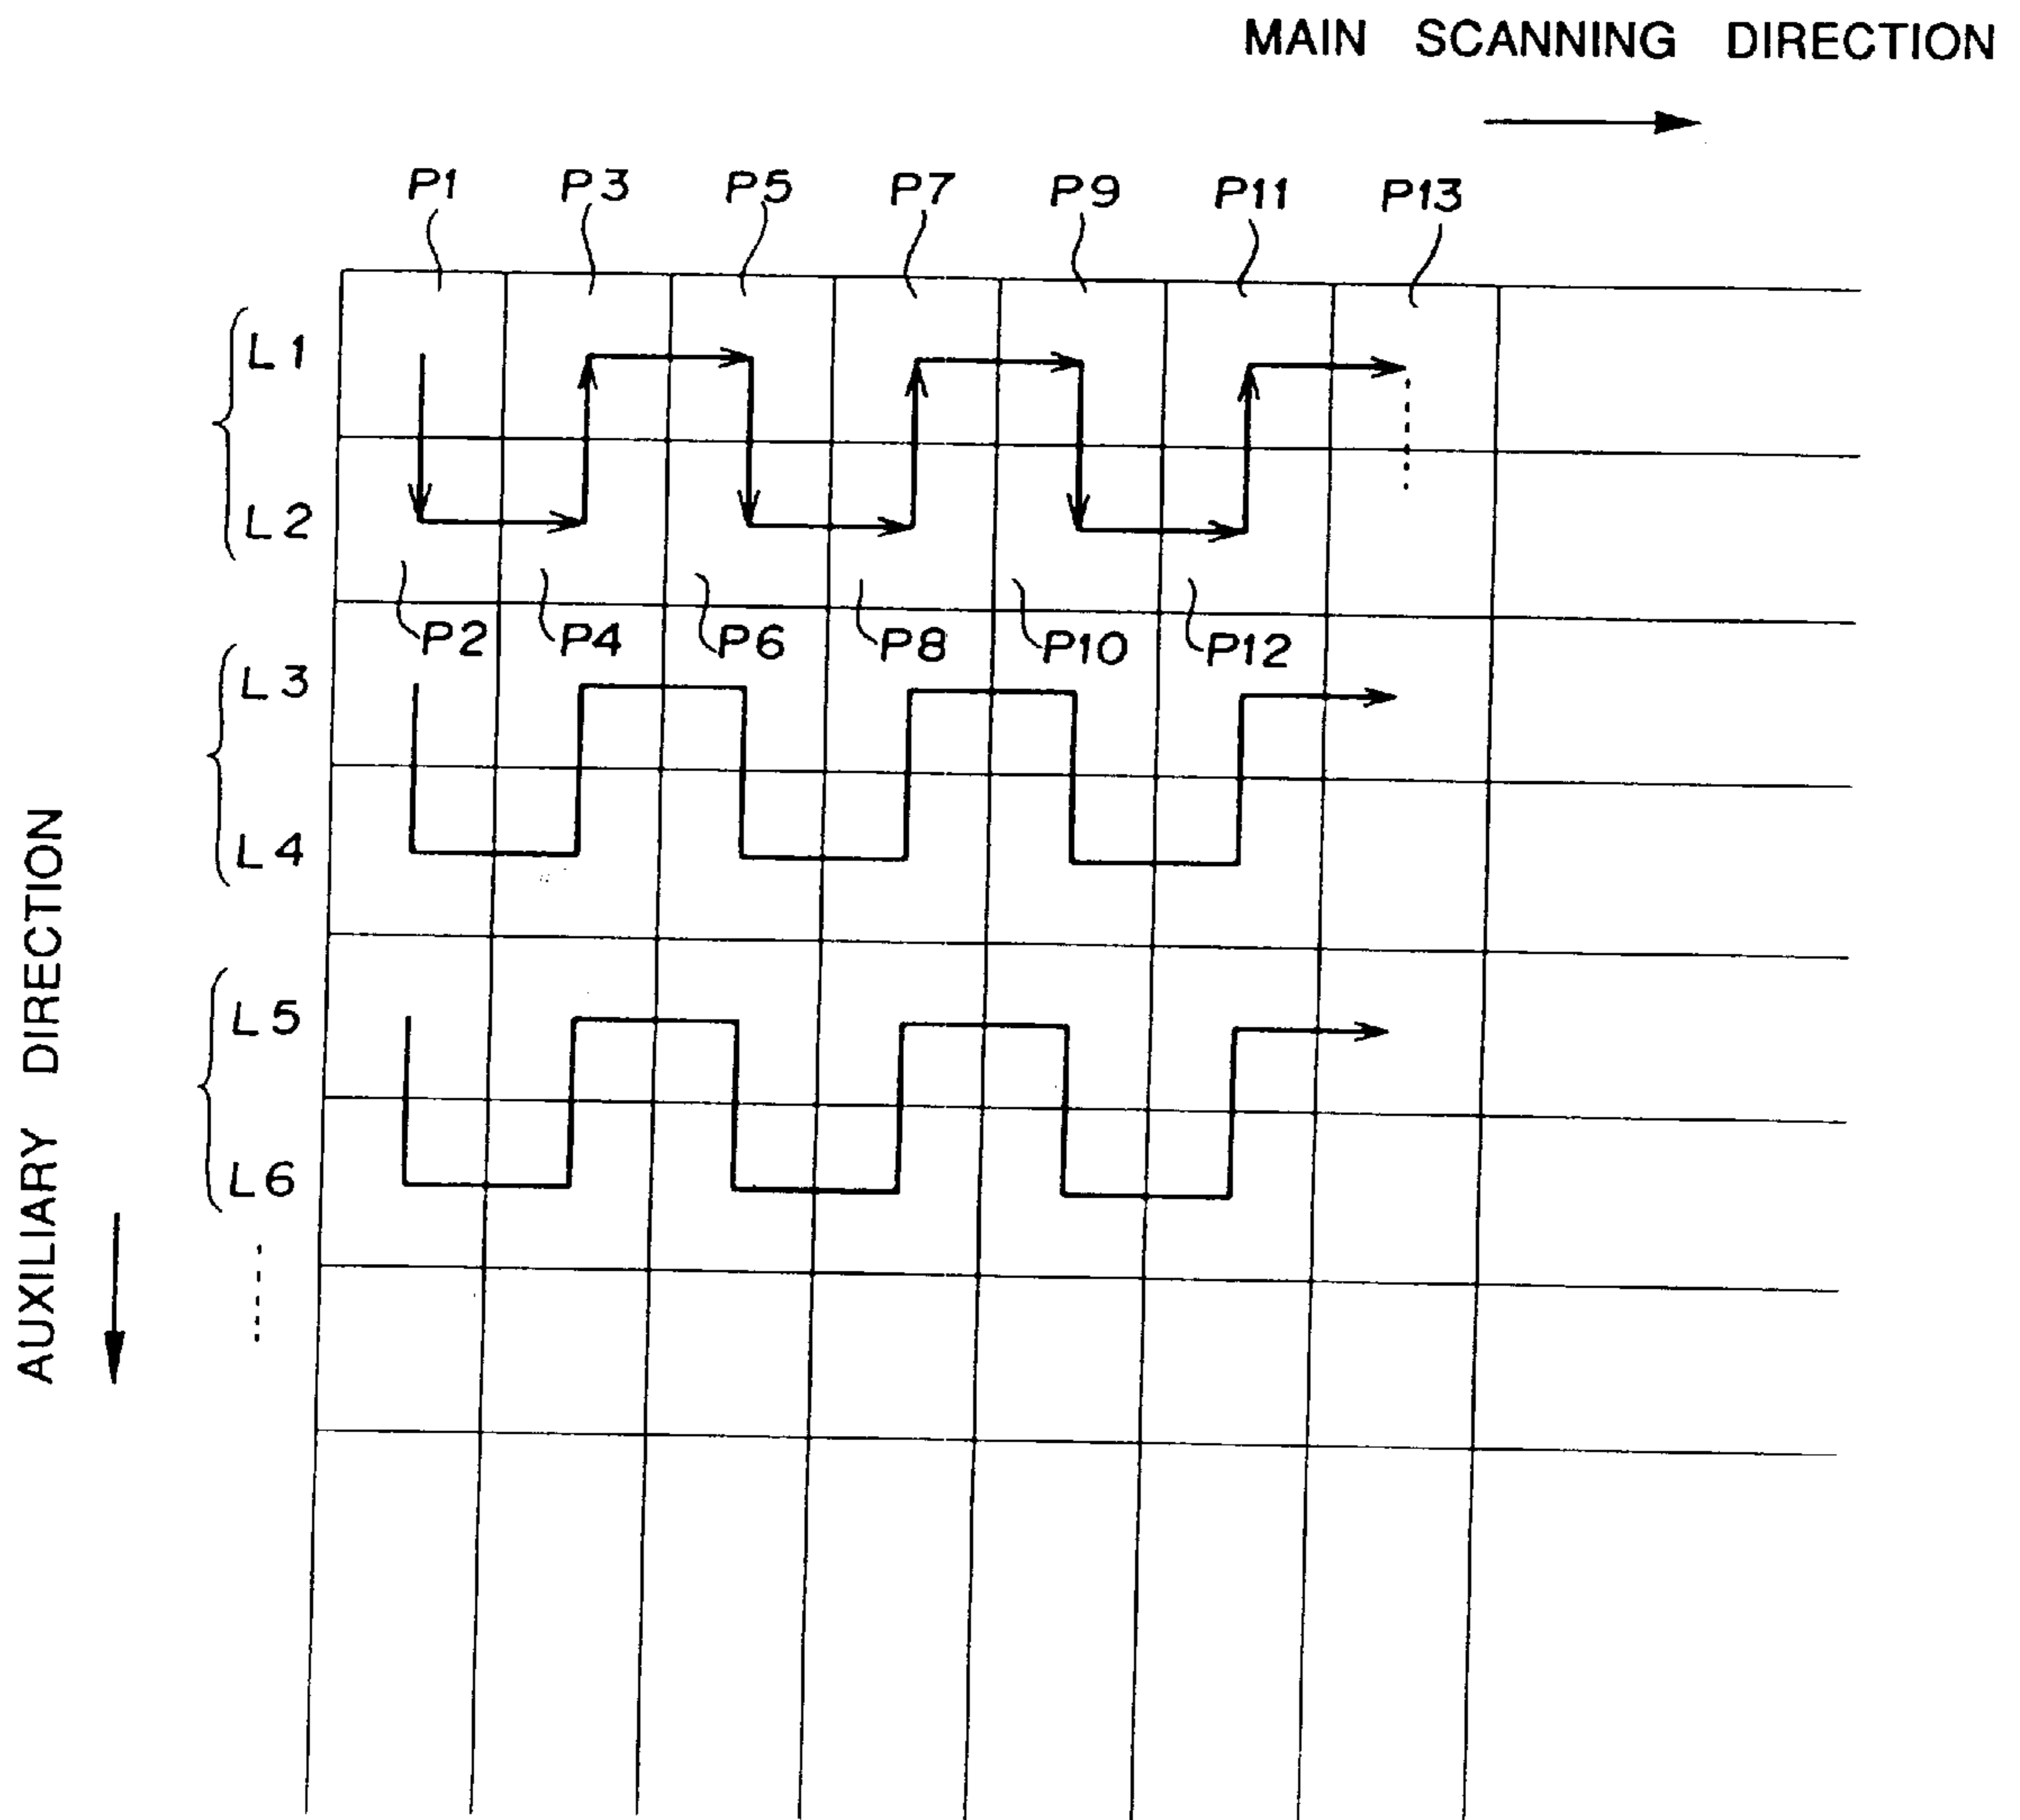 MAIN SCANNING DIRECTION
P1 P3 P5 P7 P9 P11 P13
L1
L2
P2 P4 P6 P8 P10 P12
L3
L4
L5
L6
AUXILIARY DIRECTION